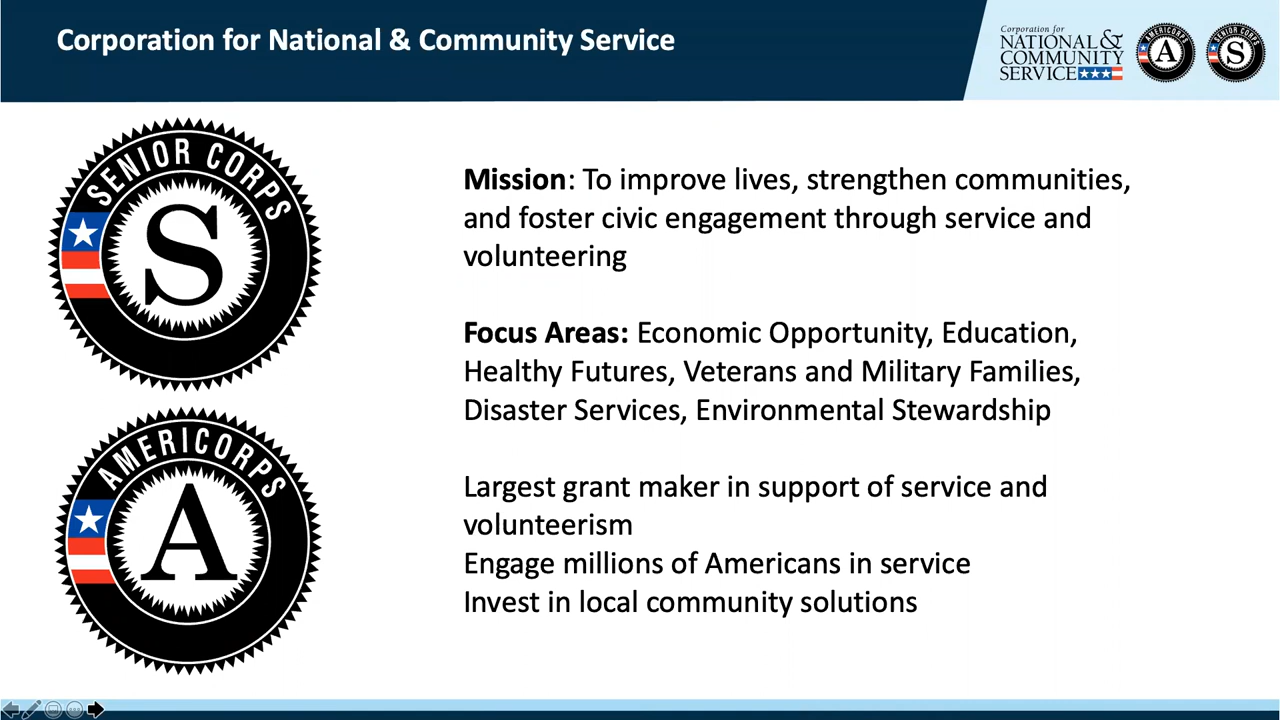 Corporation for National & Community Service
Corporation for
NATIONAL &
COMMUNITY
SERVICE
AMERICORPS
A
SENIOR CORPS
S
SENIOR CORPS
S
Mission: To improve lives, strengthen communities,
and foster civic engagement through service and
volunteering
Focus Areas: Economic Opportunity, Education,
Healthy Futures, Veterans and Military Families,
Disaster Services, Environmental Stewardship
AMERICORPS
A
Largest grant maker in support of service and
volunteerism
Engage millions of Americans in service
Invest in local community solutions